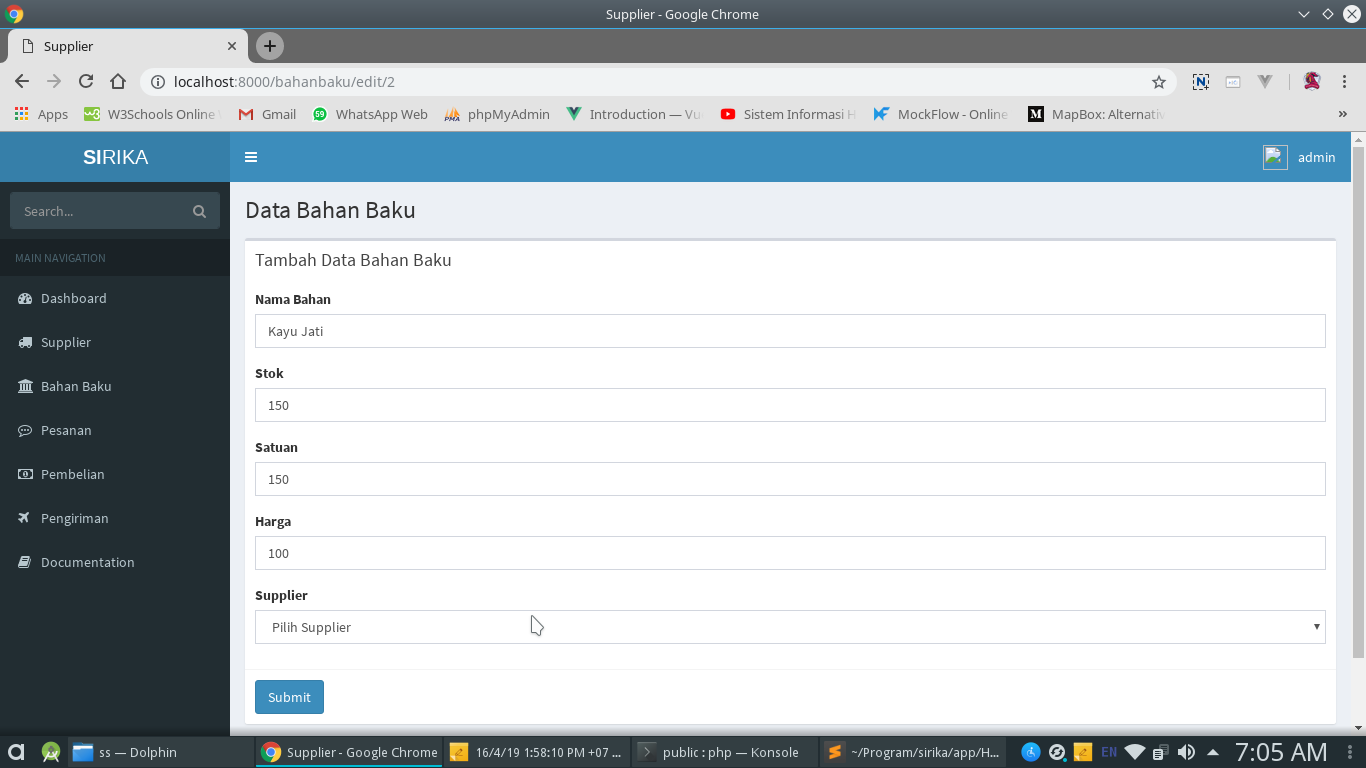 Supplier - Google Chrome
Supplier
localhost:8000/bahanbaku/edit/2
Apps
W3Schools Online
Gmail
59
WhatsApp Web
PMA
phpMyAdmin
Introduction — Vu
Sistem Informasi H
MockFlow - Online
M
MapBox: Alternativ
»
SIRIKA
admin
Search...
MAIN NAVIGATION
Dashboard
Supplier
Bahan Baku
Pesanan
Pembelian
Pengiriman
Documentation
Data Bahan Baku
Tambah Data Bahan Baku
Nama Bahan
Kayu Jati
Stok
150
Satuan
150
Harga
100
Supplier
Pilih Supplier
Submit
ss — Dolphin
Supplier - Google Chrome
16/4/19 1:58:10 PM +07 ...
public : php — Konsole
~/Program/sirika/app/H...
EN
7:05 AM